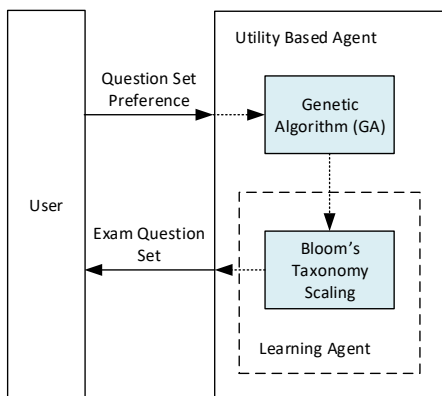 Utility Based Agent
Question Set
Preference
Genetic
Algorithm (GA)
User
Exam Question
Set
Bloom's
Taxonomy
Scaling
Learning Agent